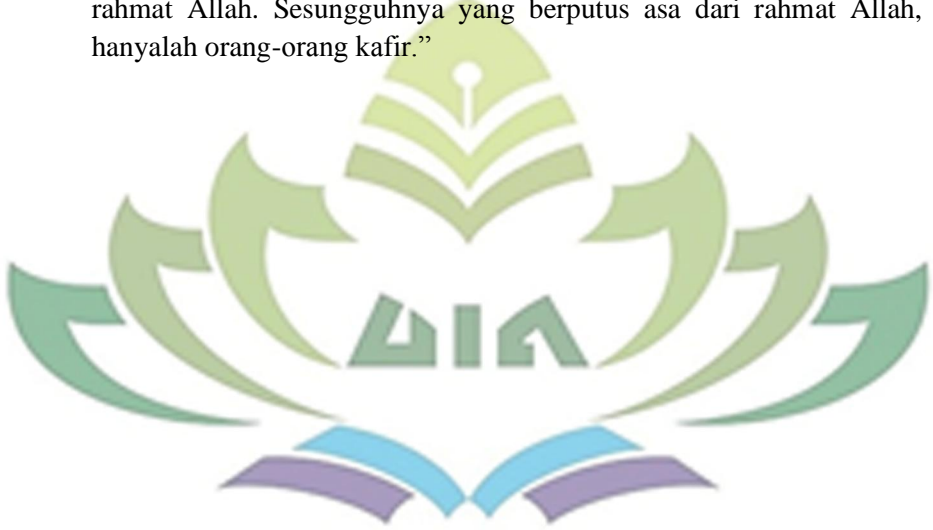 rahmat Allah. Sesungguhnya yang berputus asa dari rahmat Allah,
hanyalah orang-orang kafir.”
UIN